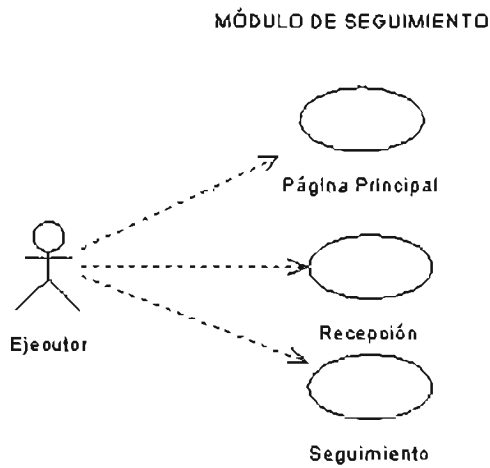 MÓDULO DE SEGUIMIENTO
Página Principal
Recepción
Ejecutor
Seguimiento